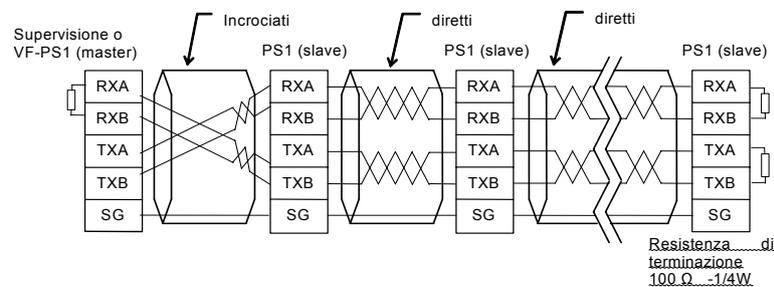 Incrociati
diretti
diretti
Supervisione o
VF-PS1 (master)
PS1 (slave)
PS1 (slave)
PS1 (slave)
RXA
RXA
RXA
RXA
RXB
RXB
RXB
RXB
TXA
TXA
TXA
TXA
TXB
TXB
TXB
TXB
SG
SG
SG
SG
Resistenza di
terminazione
100 Ω -1/4W